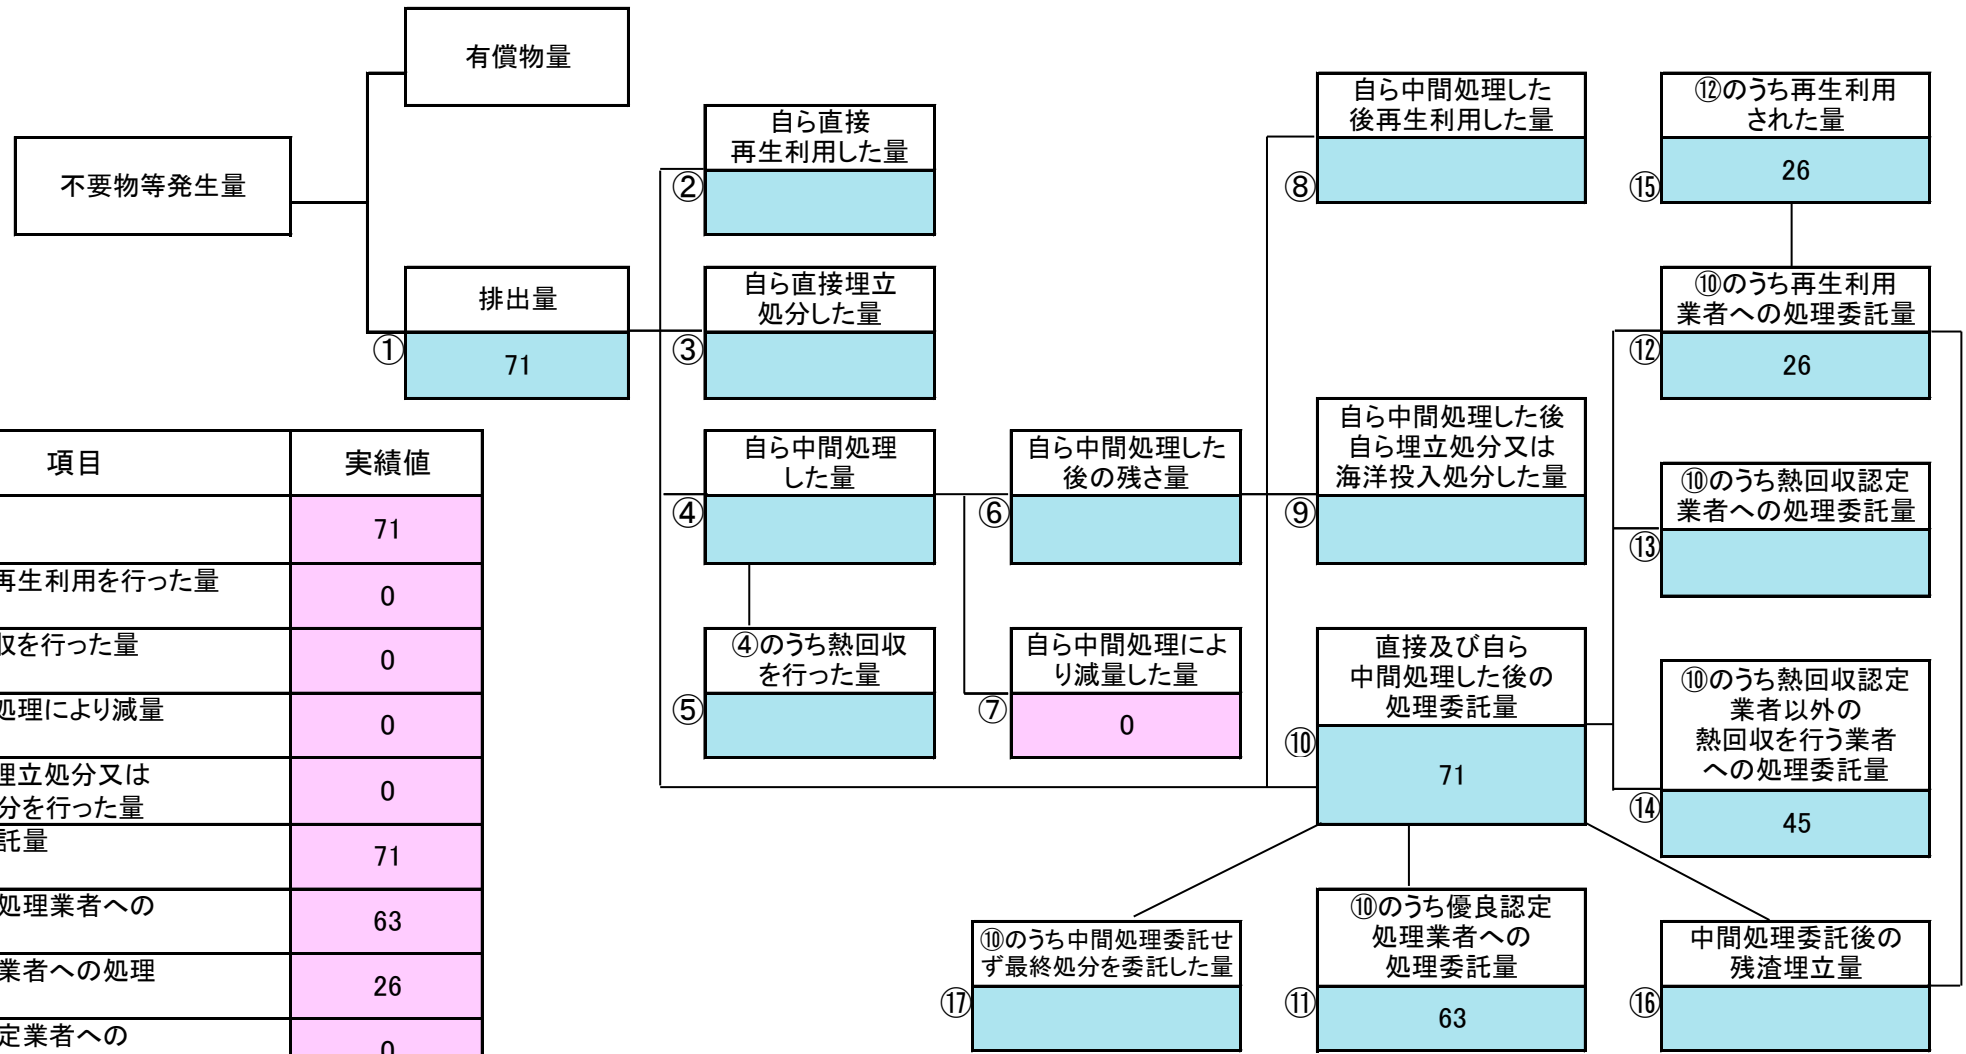 有償物量
不要物等発生量
排出量
①
71
自ら直接
再生利用した量
②
自ら直接埋立
処分した量
③
自ら中間処理
した量
④
④のうち熱回収
を行った量
⑤
自ら中間処理した
後の残さ量
⑥
自ら中間処理によ
り減量した量
⑦
0
自ら中間処理した
後再生利用した量
⑧
自ら中間処理した後
自ら埋立処分又は
海洋投入処分した量
⑨
直接及び自ら
中間処理した後の
処理委託量
⑩
71
⑫のうち再生利用
された量
⑮
26
⑩のうち再生利用
業者への処理委託量
⑫
26
⑩のうち熱回収認定
業者への処理委託量
⑬
⑩のうち熱回収認定
業者以外の
熱回収を行う業者
への処理委託量
⑭
45
⑩のうち中間処理委託せ
ず最終処分を委託した量
⑰
⑩のうち優良認定
処理業者への
処理委託量
⑪
63
中間処理委託後の
残渣埋立量
⑯
項目 実績値
71
再生利用を行った量
0
収を行った量
0
処理により減量
0
埋立処分又は
分を行った量
0
託量
71
処理業者への
63
業者への処理
26
定業者への
0